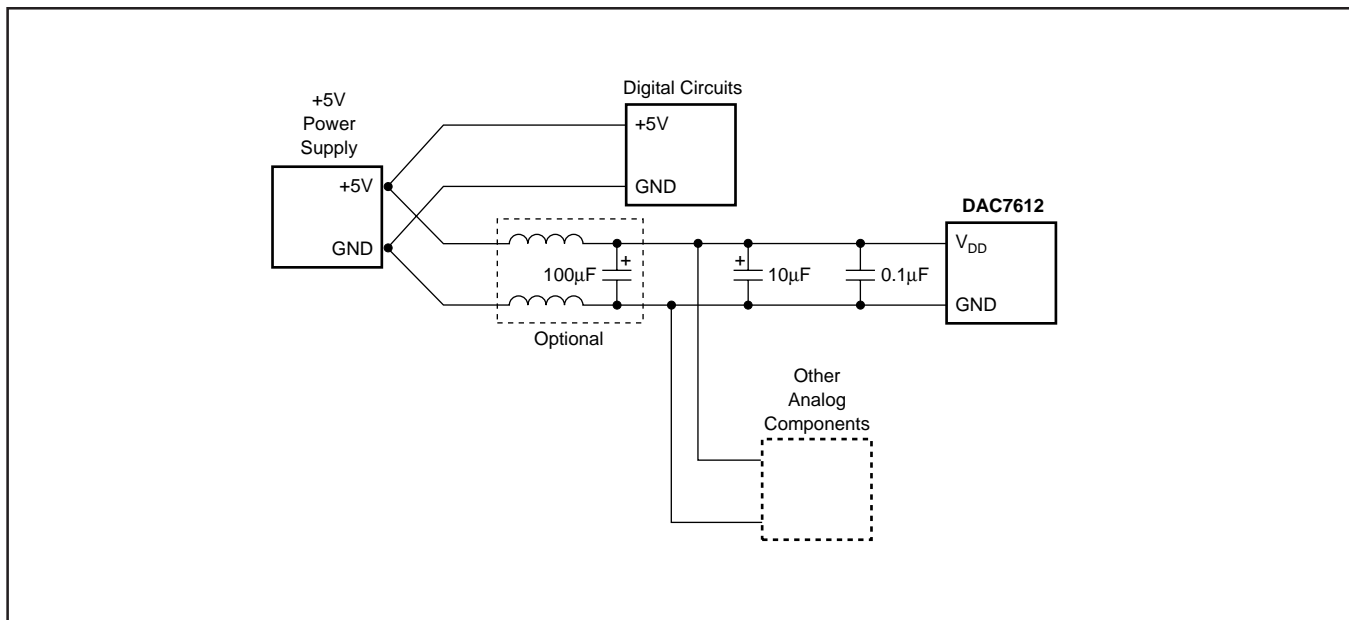 +5V
Power
Supply
+5V
GND
Digital Circuits
+5V
GND
DAC7612
VDD
GND
+
100µF
+
10µF
0.1µF
Optional
Other
Analog
Components